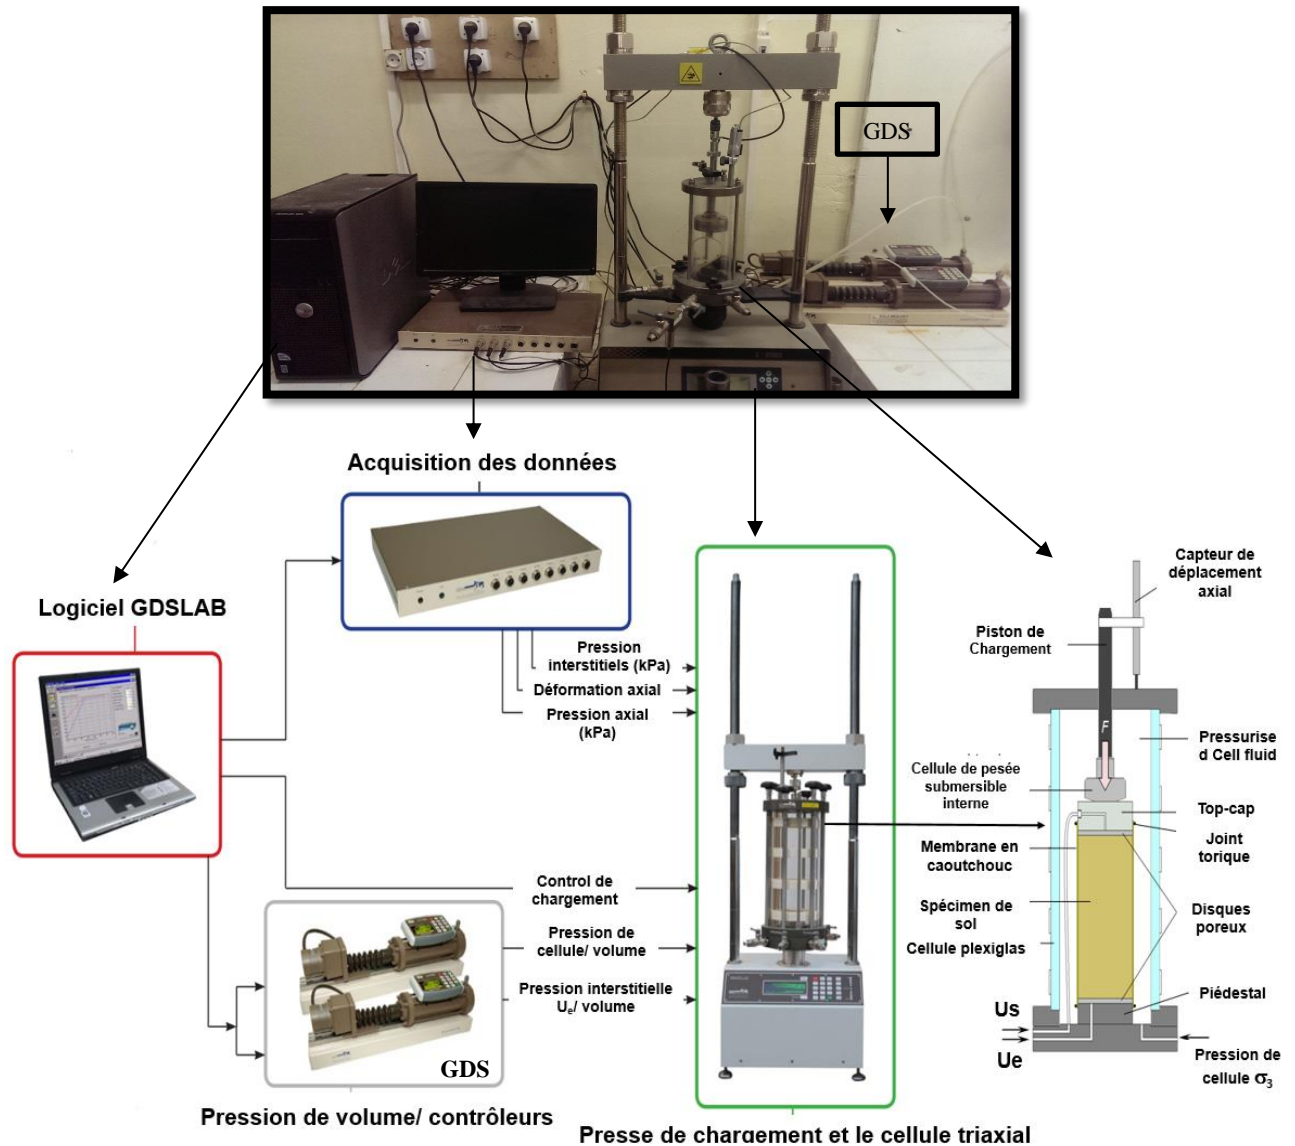 GDS
Acquisition des données
Logiciel GDSLAB
Pression
interstitiels (kPa)
Déformation axial
Pression axial
(kPa)
Control de
chargement
Pression de
cellule/ volume
Pression interstitielle
Ue/ volume
GDS
Pression de volume/ contrôleurs
Presse de chargement et le cellule triaxial
Capteur de
déplacement
axial
Piston de
Chargement
F
Pressurise
d Cell fluid
Cellule de pesée
submersible
interne
Top-cap
Joint
torique
Membrane en
caoutchouc
Spécimen de
sol
Disques
poreux
Cellule plexiglas
Piédestal
Us
Ue
Pression de
cellule σ3